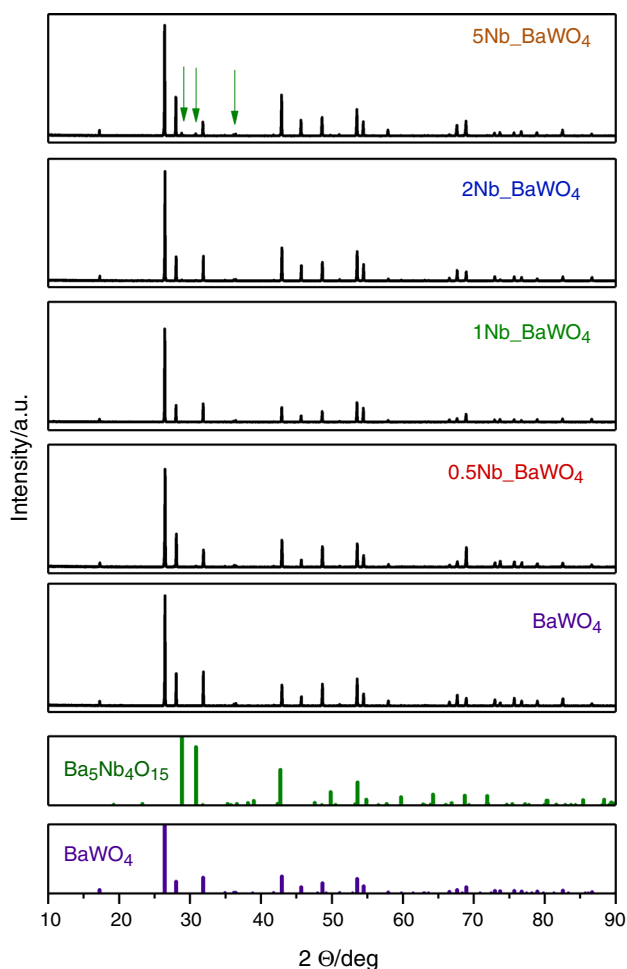 5Nb_BaWO₄
2Nb_BaWO₄
1Nb_BaWO₄
0.5Nb_BaWO₄
BaWO₄
Ba₅Nb₄O₁₅
BaWO₄
Intensity/a.u.
10 20 30 40 50 60 70 80 90
2 Θ/deg